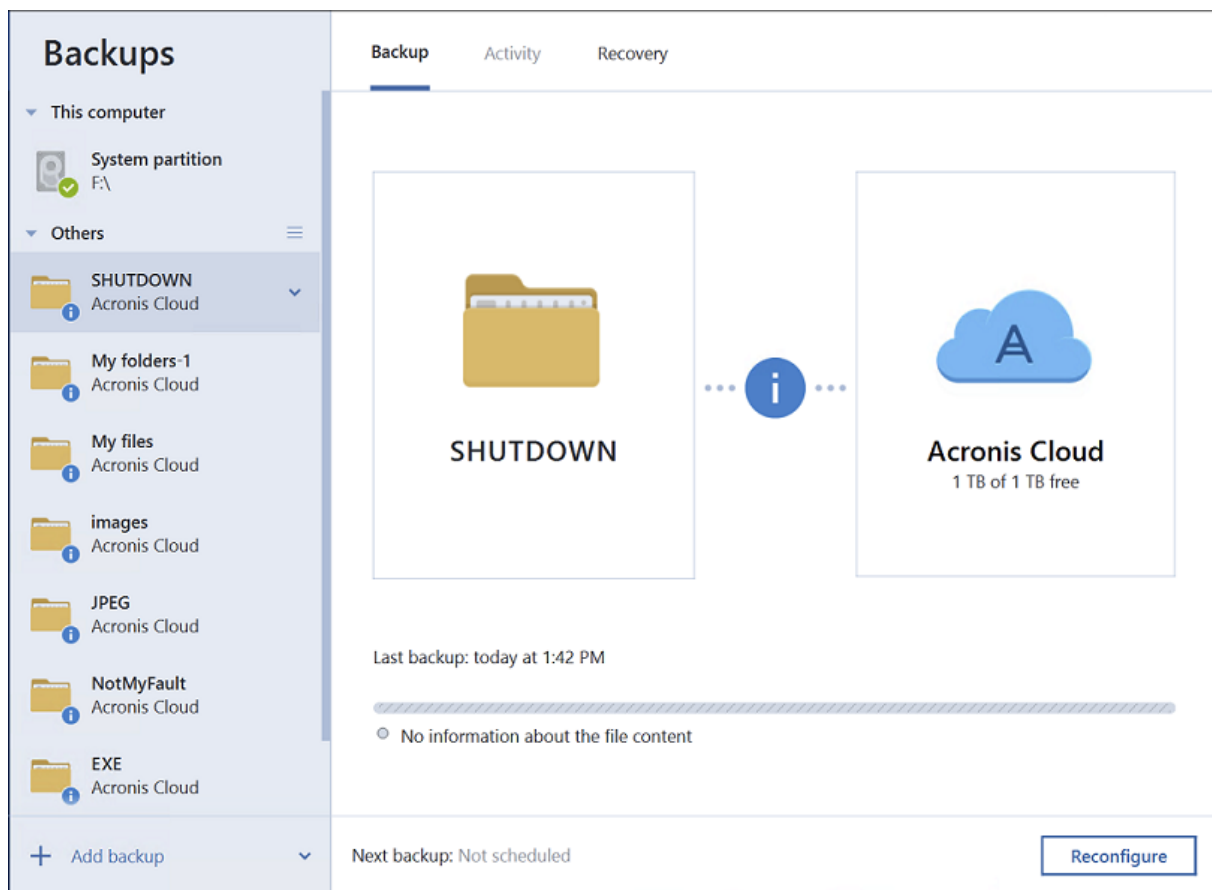 Backups
This computer
System partition
F:\
Others
SHUTDOWN
Acronis Cloud
My folders-1
Acronis Cloud
My files
Acronis Cloud
images
Acronis Cloud
JPEG
Acronis Cloud
NotMyFault
Acronis Cloud
EXE
Acronis Cloud
Add backup
Backup Activity Recovery
SHUTDOWN
i
A
Acronis Cloud
1 TB of 1 TB free
Last backup: today at 1:42 PM
No information about the file content
Next backup: Not scheduled
Reconfigure